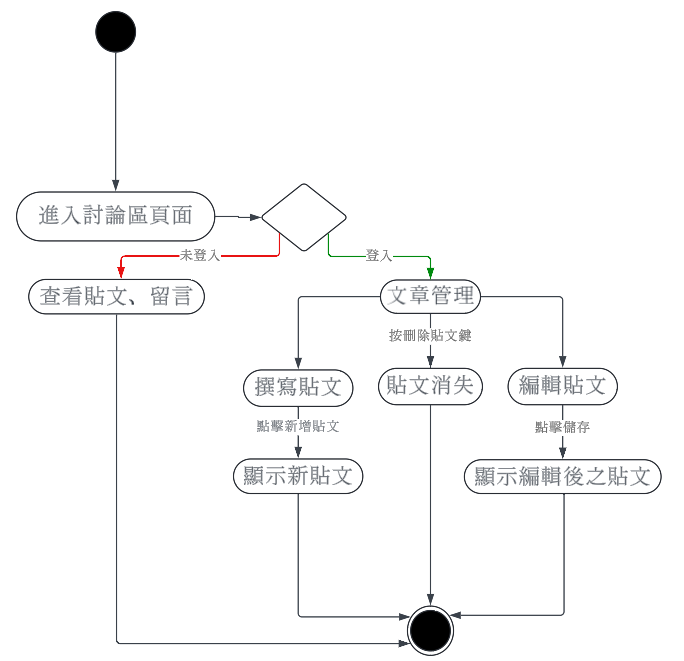 進入討論區頁面
未登入
登入
查看貼文、留言
文章管理
按刪除貼文鍵
撰寫貼文
貼文消失
編輯貼文
點擊新增貼文
點擊儲存
顯示新貼文
顯示編輯後之貼文